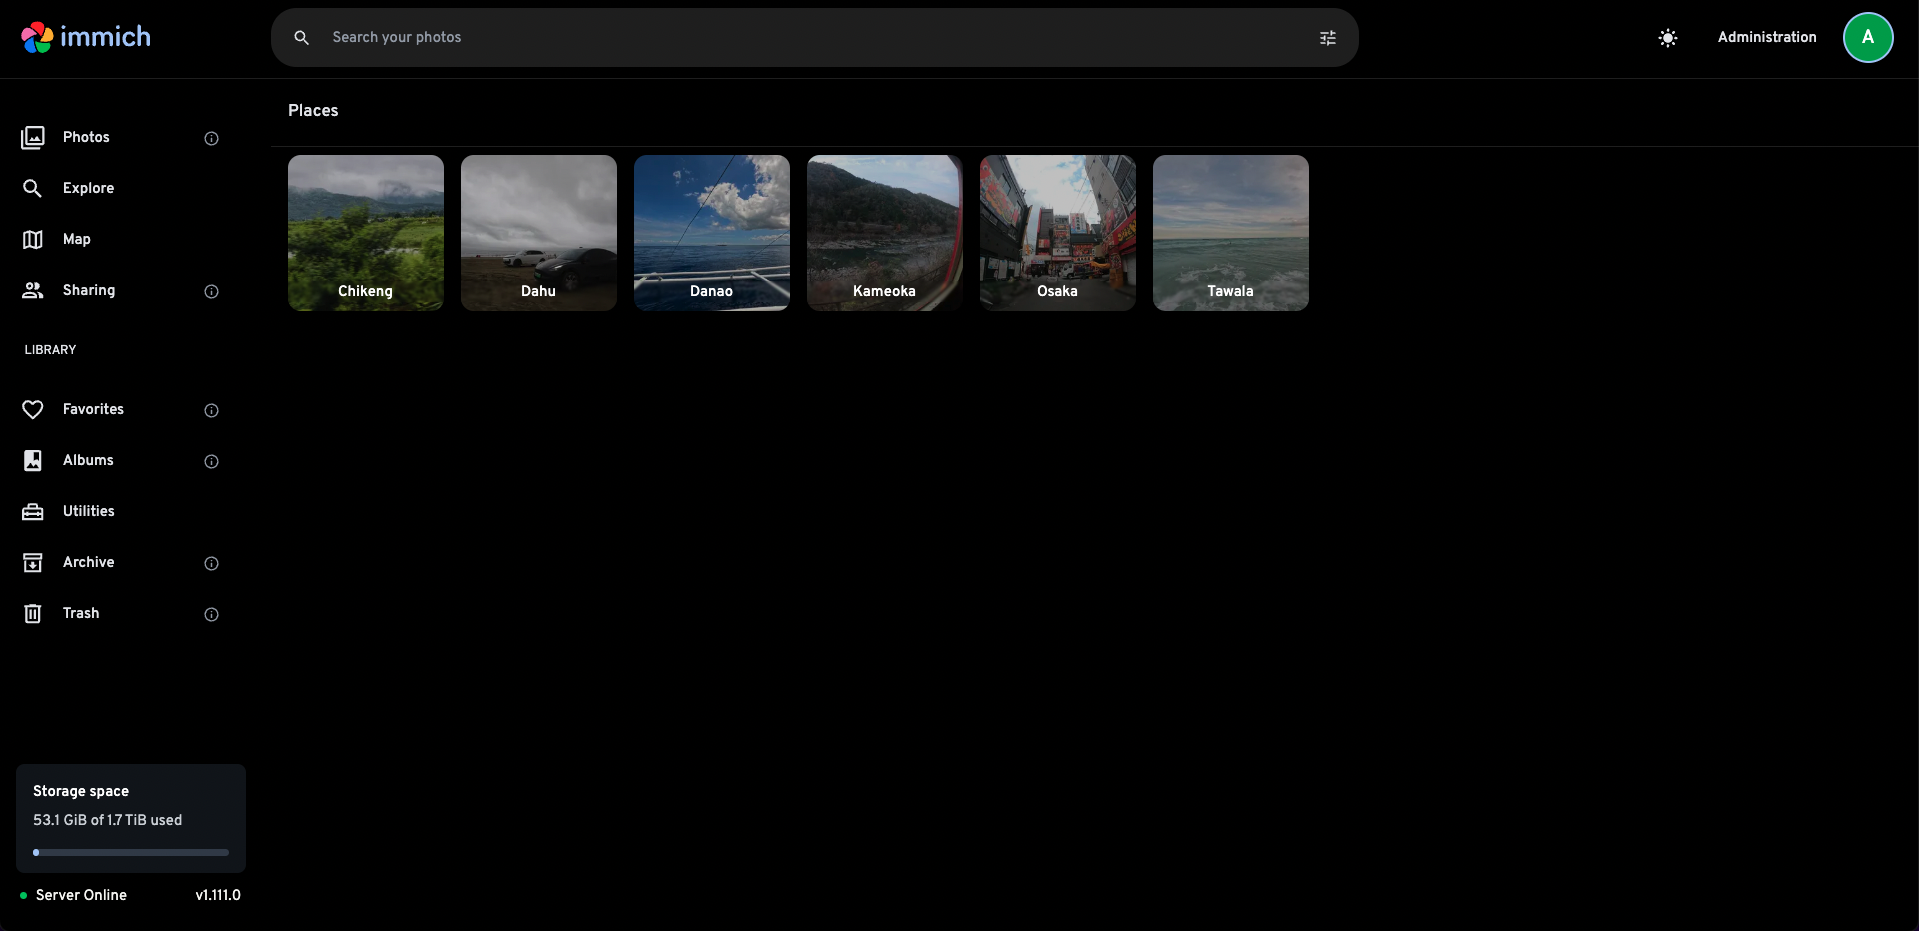 immich
Search your photos
Administration
A
Photos
Explore
Map
Sharing
LIBRARY
Favorites
Albums
Utilities
Archive
Trash
Storage space
53.1 GiB of 1.7 TiB used
Server Online
v1.111.0
Places
Chikeng
Dahu
Danao
Kameoka
Osaka
Tawala